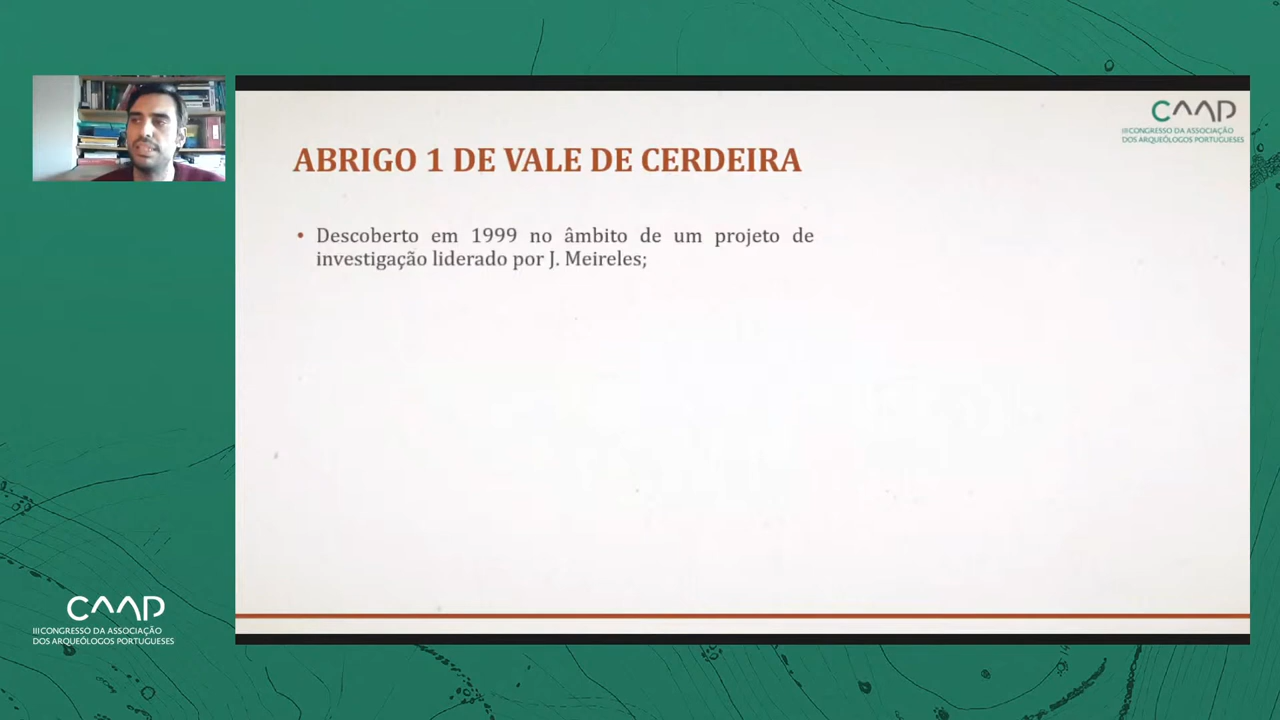 CAAP
III CONGRESSO DA ASSOCIAÇÃO
DOS ARQUEÓLOGOS PORTUGUESES
ABRIGO 1 DE VALE DE CERDEIRA
• Descoberto em 1999 no âmbito de um projeto de
investigação liderado por J. Meireles;
CAAP
III CONGRESSO DA ASSOCIAÇÃO
DOS ARQUEÓLOGOS PORTUGUESES